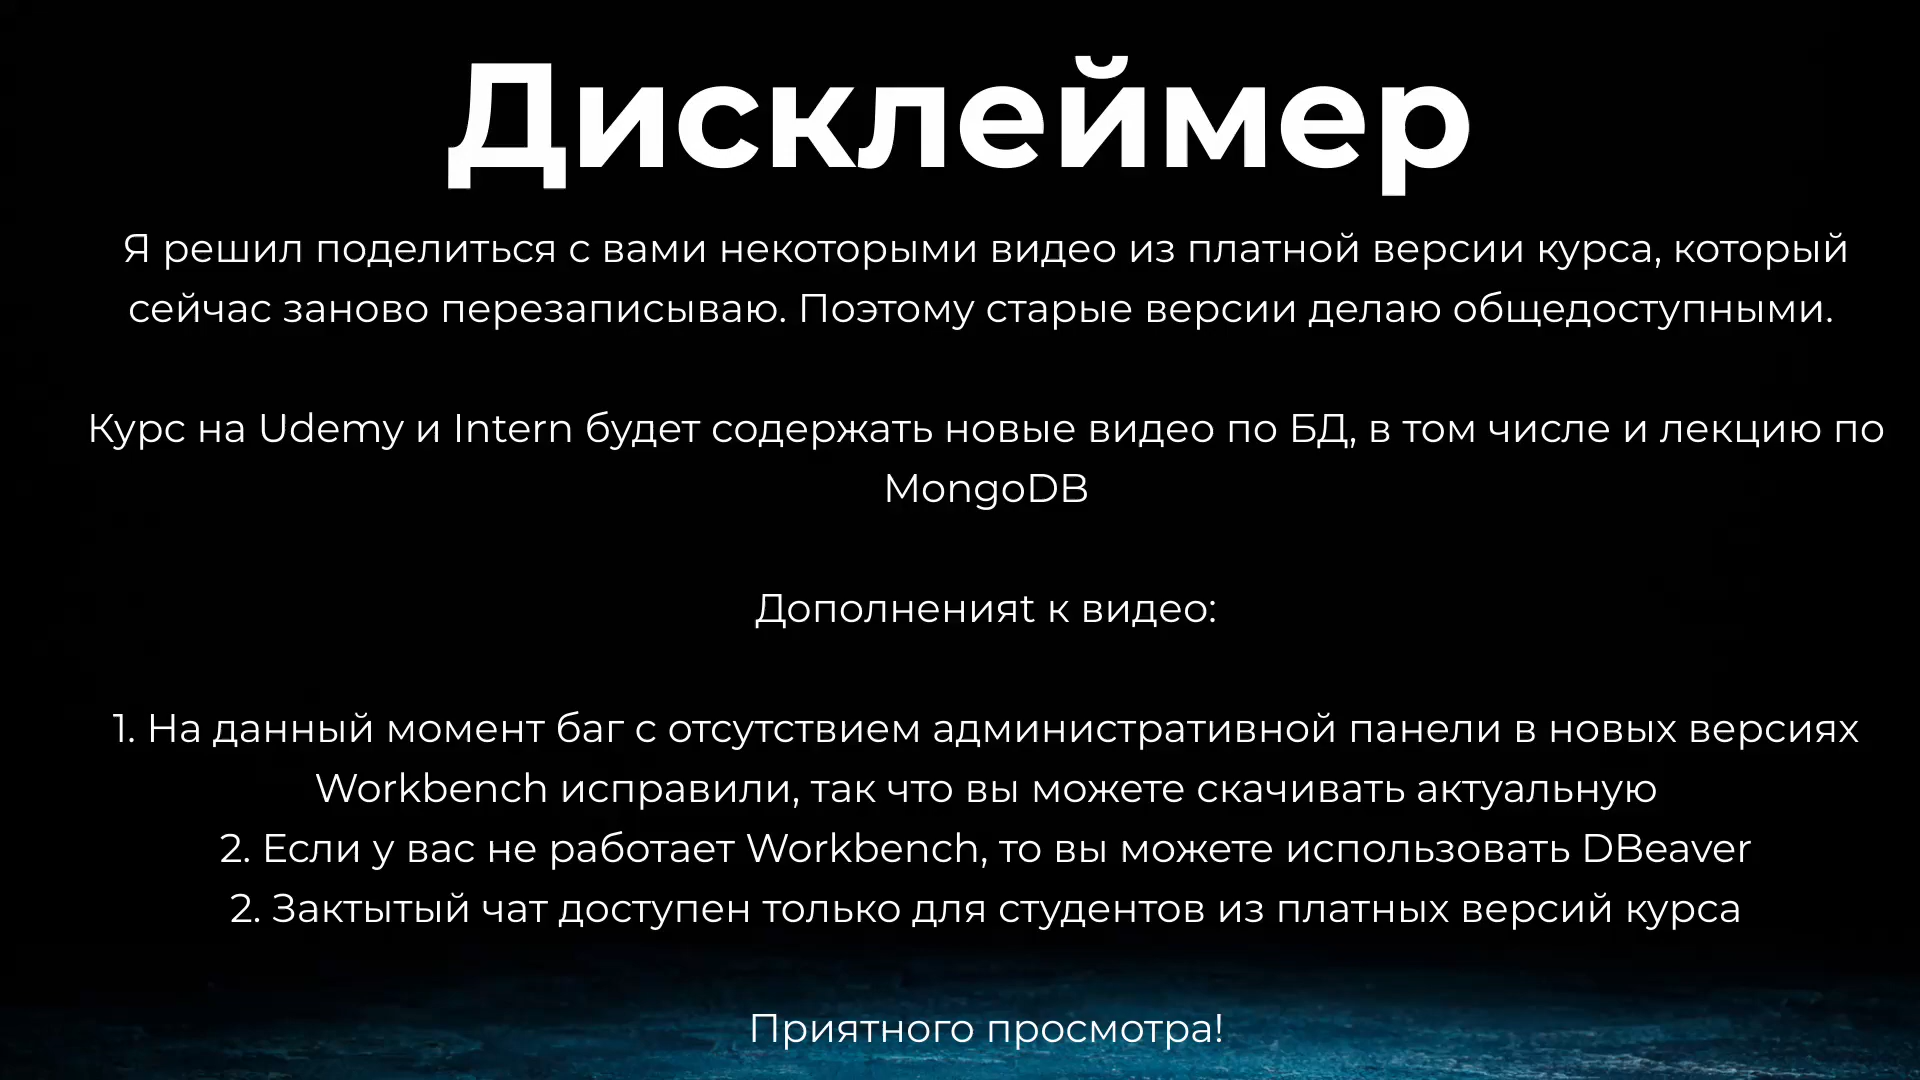 Дисклеймер
Я решил поделиться с вами некоторыми видео из платной версии курса, который
сейчас заново перезаписываю. Поэтому старые версии делаю общедоступными.
Курс на Udemy и Intern будет содержать новые видео по БД, в том числе и лекцию по
MongoDB
Дополненияt к видео:
1. На данный момент баг с отсутствием административной панели в новых версиях
Workbench исправили, так что вы можете скачивать актуальную
2. Если у вас не работает Workbench, то вы можете использовать DBeaver
2. Зактытый чат доступен только для студентов из платных версий курса
Приятного просмотра!